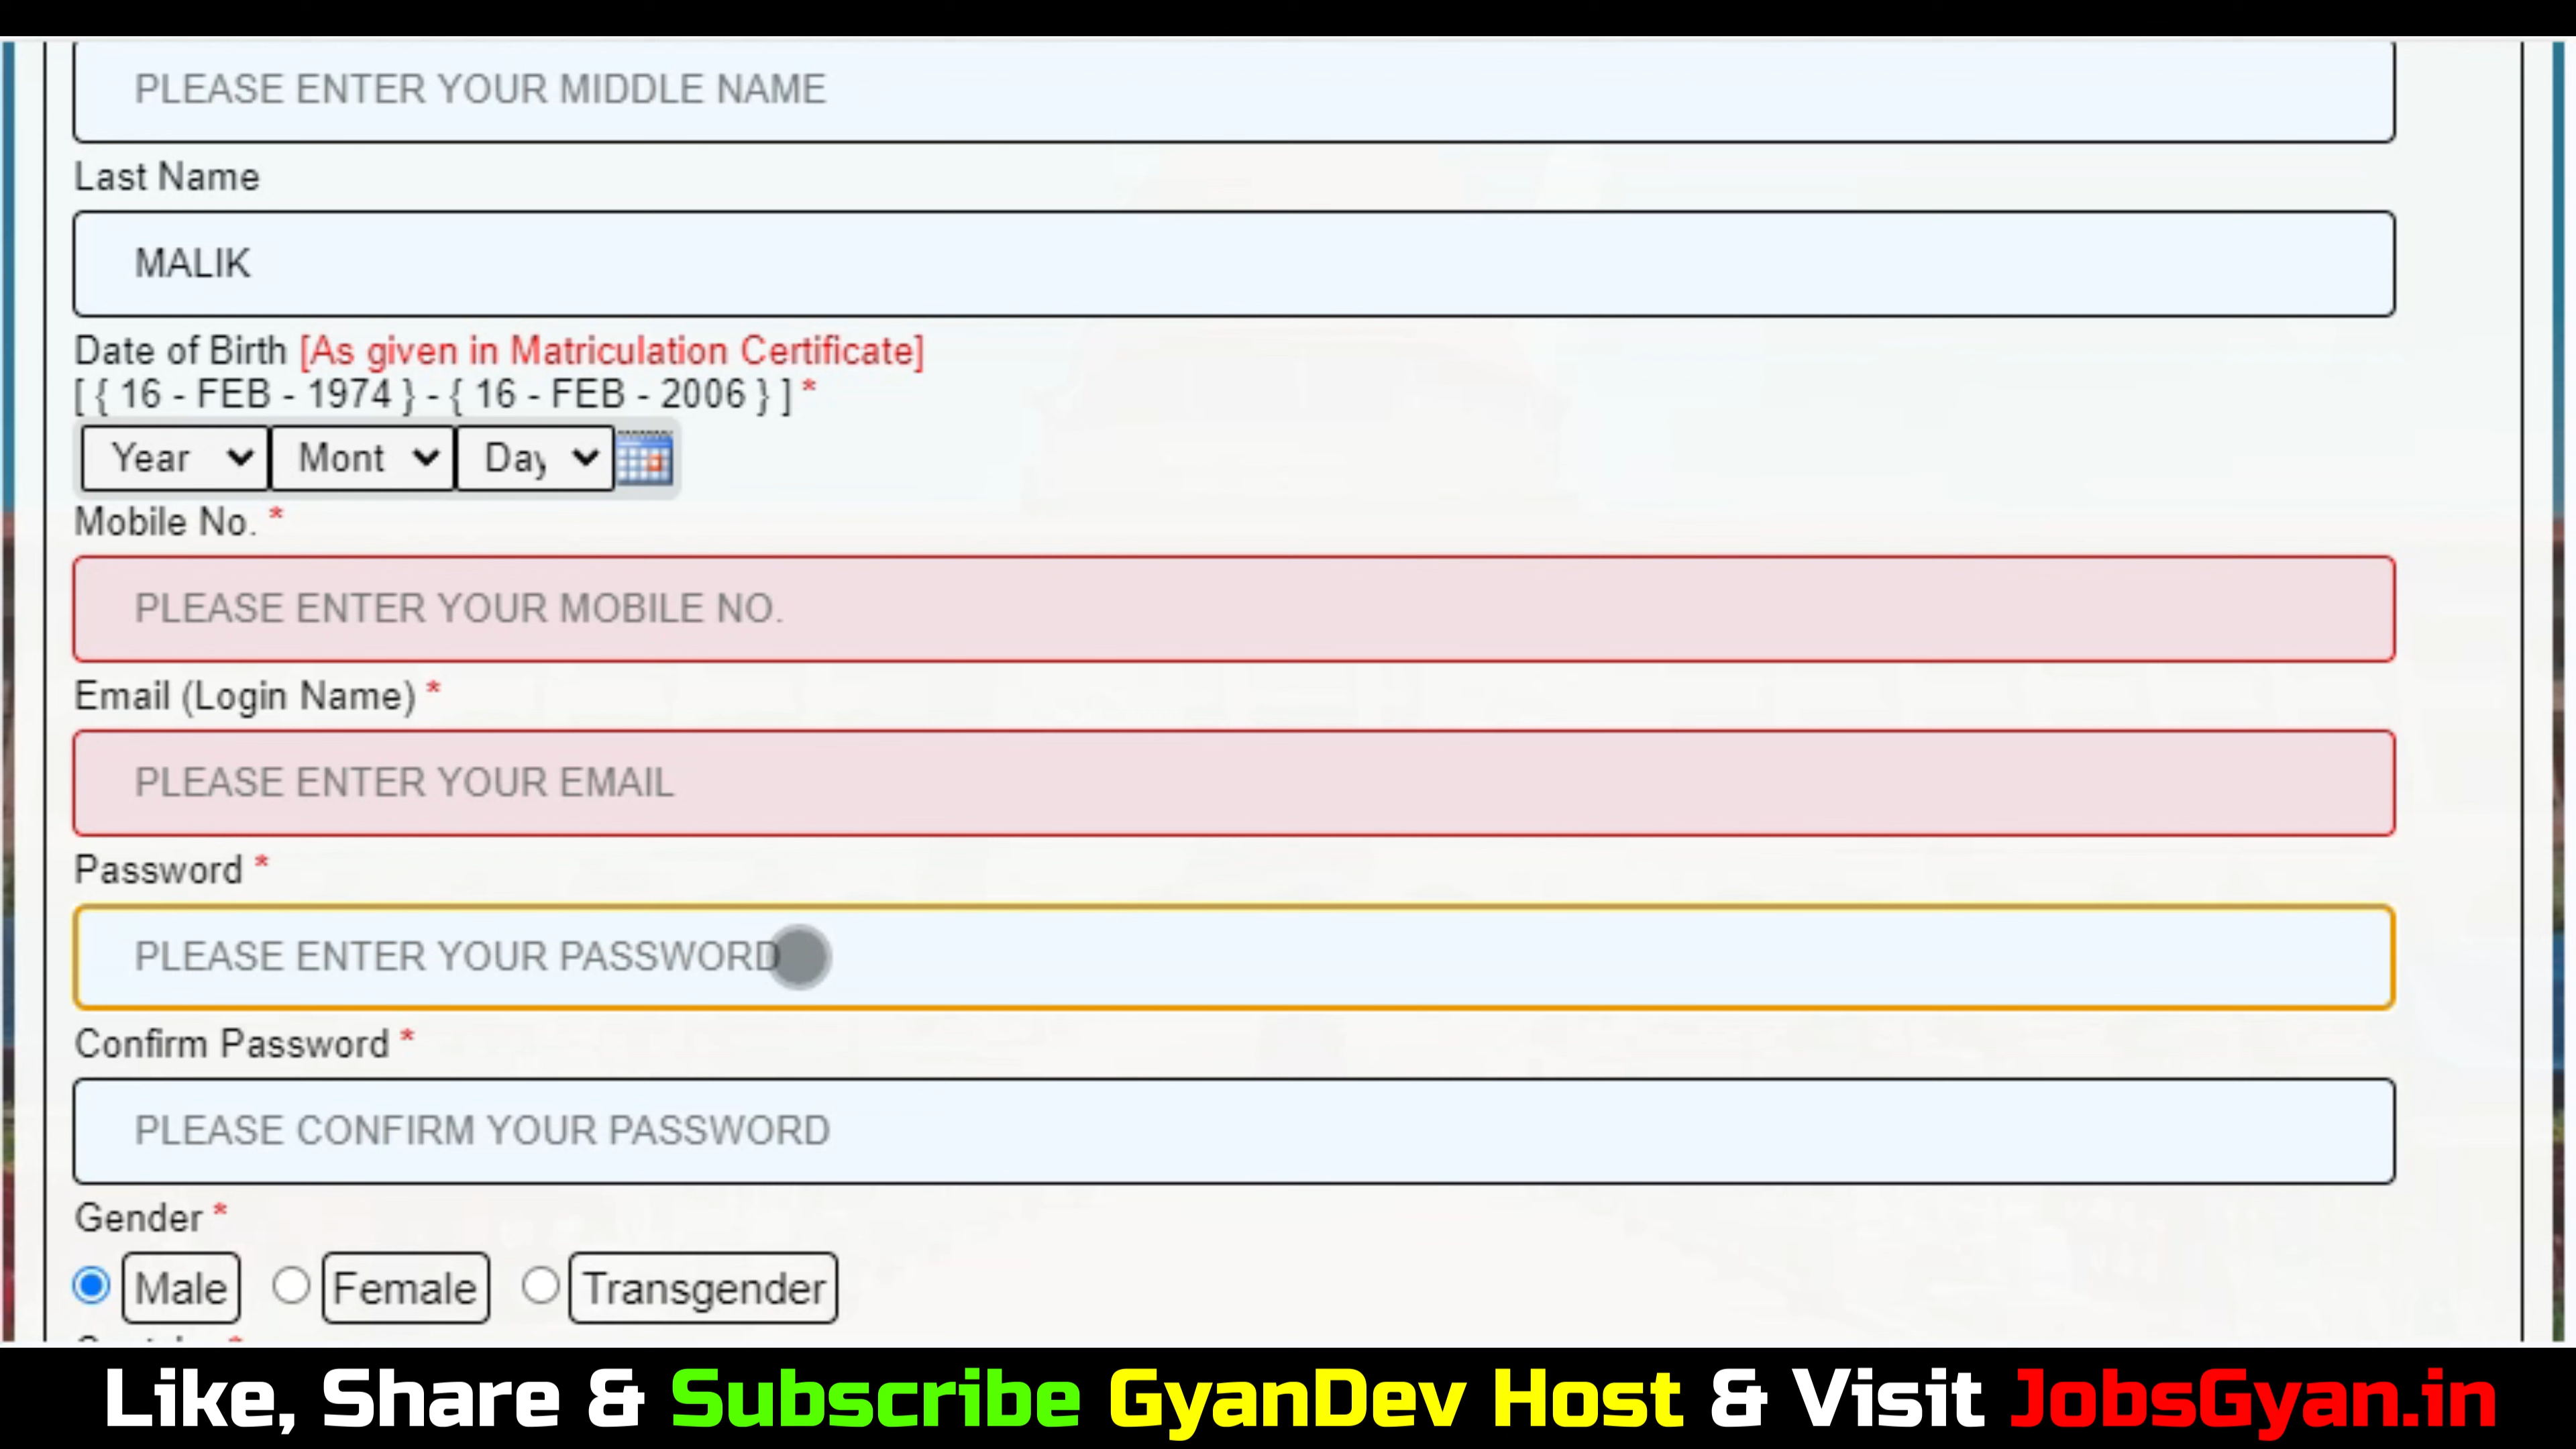 PLEASE ENTER YOUR MIDDLE NAME
Last Name
MALIK
Date of Birth [As given in Matriculation Certificate]
[ { 16 - FEB - 1974 } - { 16 - FEB - 2006 } ] *
Year Mont Day
Mobile No. *
PLEASE ENTER YOUR MOBILE NO.
Email (Login Name) *
PLEASE ENTER YOUR EMAIL
Password *
PLEASE ENTER YOUR PASSWORD
Confirm Password *
PLEASE CONFIRM YOUR PASSWORD
Gender *
Male Female Transgender
Like, Share & Subscribe GyanDev Host & Visit JobsGyan.in